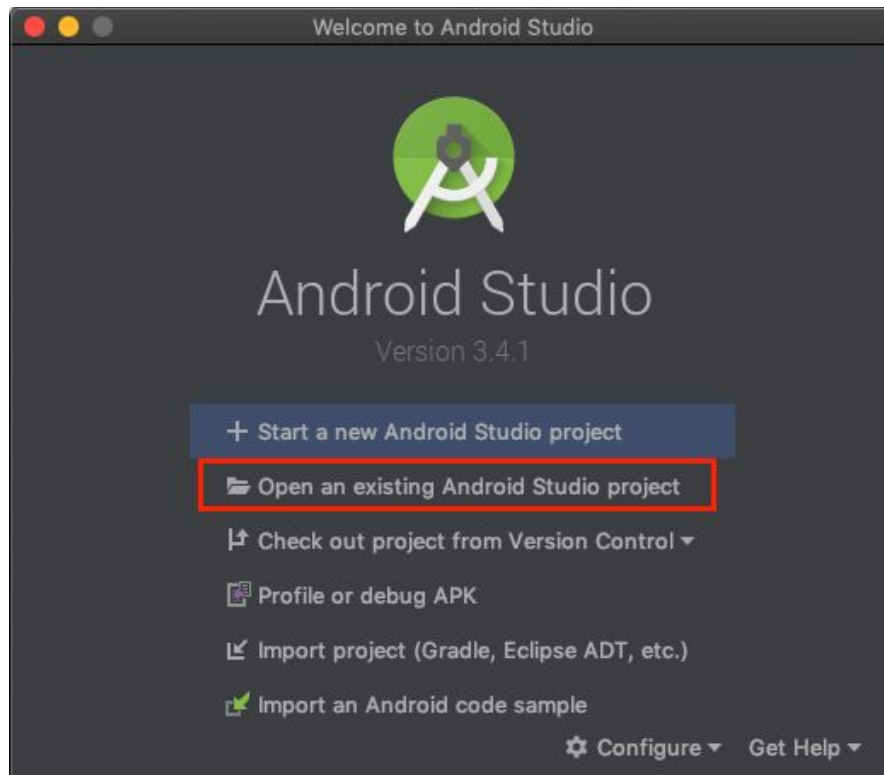 Welcome to Android Studio
Android Studio
Version 3.4.1
Start a new Android Studio project
Open an existing Android Studio project
Check out project from Version Control
Profile or debug APK
Import project (Gradle, Eclipse ADT, etc.)
Import an Android code sample
Configure Get Help